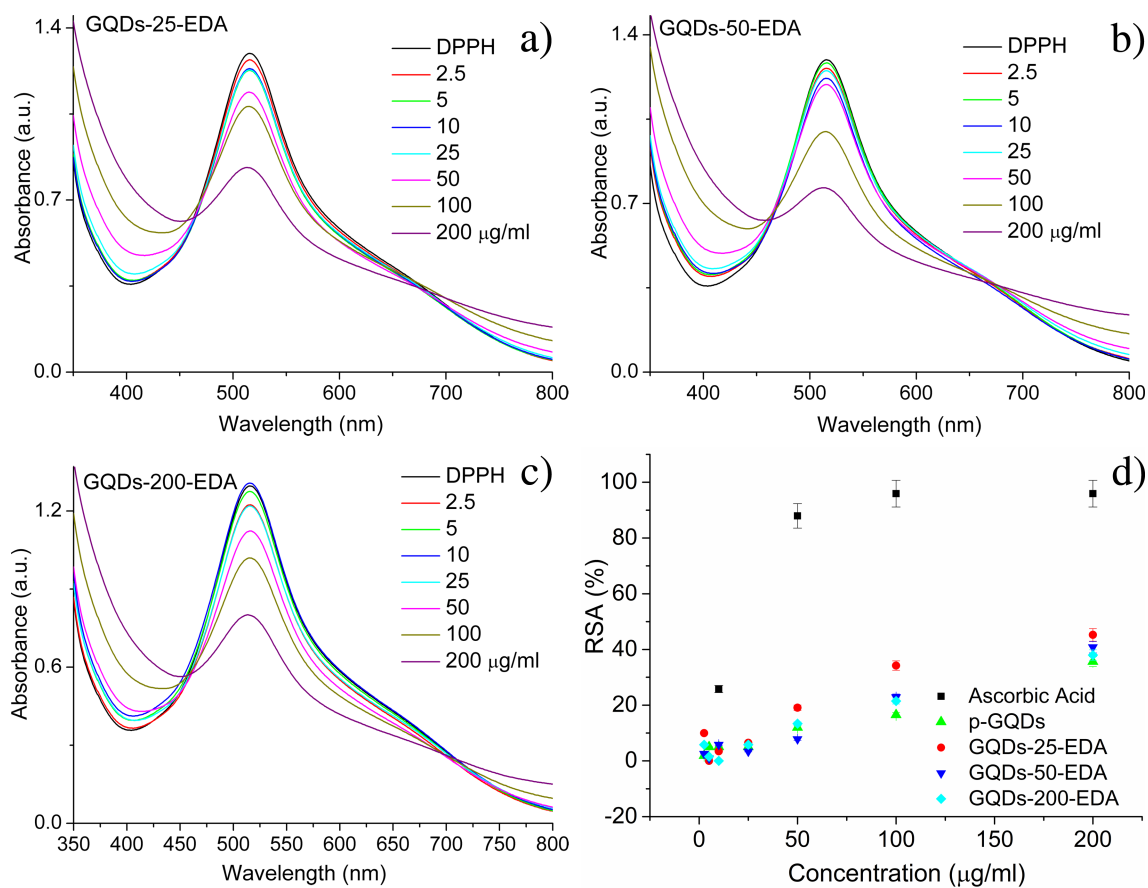 GQDs-25-EDA
a)
DPPH
2.5
5
10
25
50
100
200 μg/ml
1.4
0.7
0.0
Absorbance (a.u.)
400 500 600 700 800
Wavelength (nm)
GQDs-50-EDA
b)
DPPH
2.5
5
10
25
50
100
200 μg/ml
1.4
0.7
0.0
Absorbance (a.u.)
400 500 600 700 800
Wavelength (nm)
GQDs-200-EDA
c)
DPPH
2.5
5
10
25
50
100
200 μg/ml
1.2
0.6
0.0
Absorbance (a.u.)
350 400 450 500 550 600 650 700 750 800
Wavelength (nm)
d)
100
80
60
40
20
0
-20
RSA (%)
Ascorbic Acid
p-GQDs
GQDs-25-EDA
GQDs-50-EDA
GQDs-200-EDA
0 50 100 150 200
Concentration (μg/ml)